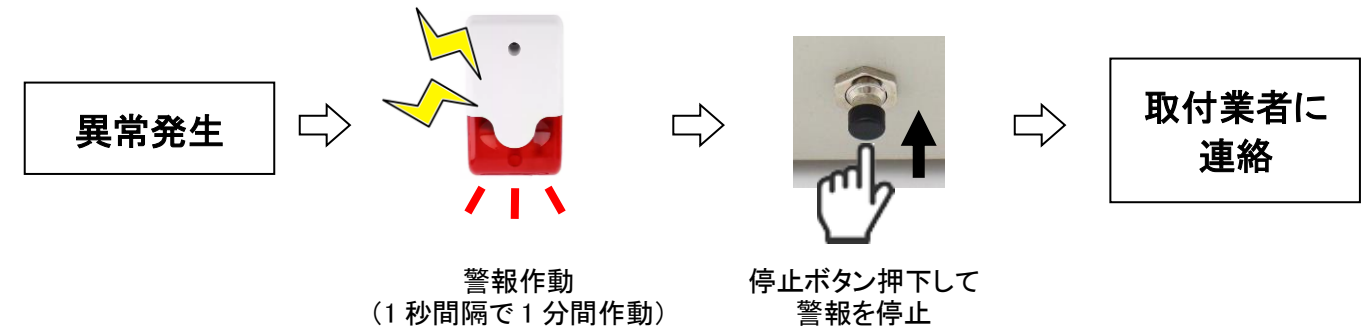 異常発生
警報作動
（１秒間隔で１分間作動）
停止ボタン押下して
警報を停止
取付業者に
連絡